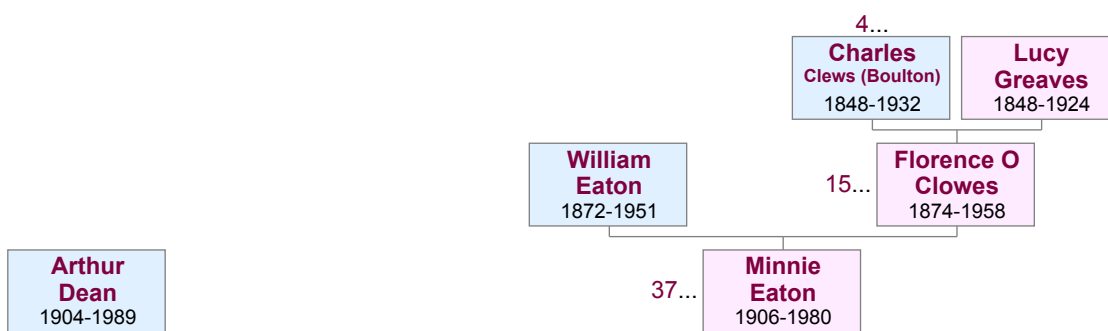 4...
Charles
Clews (Boulton)
1848-1932
Lucy
Greaves
1848-1924
William
Eaton
1872-1951
15...
Florence O
Clowes
1874-1958
Arthur
Dean
1904-1989
37...
Minnie
Eaton
1906-1980